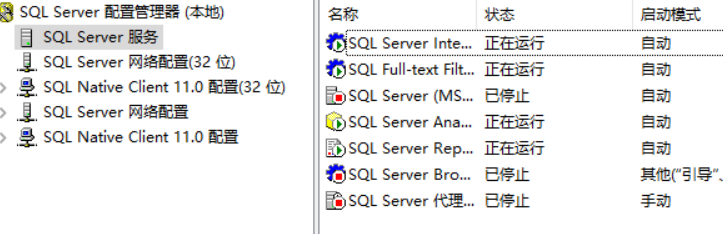 SQL Server 配置管理器 (本地)
SQL Server 服务
SQL Server 网络配置(32 位)
SQL Native Client 11.0 配置(32 位)
SQL Server 网络配置
SQL Native Client 11.0 配置
名称 状态 启动模式
SQL Server Inte... 正在运行 自动
SQL Full-text Filt... 正在运行 自动
SQL Server (MS... 已停止 自动
SQL Server Ana... 正在运行 自动
SQL Server Rep... 正在运行 自动
SQL Server Bro... 已停止 其他("引导"、
SQL Server 代理... 已停止 手动